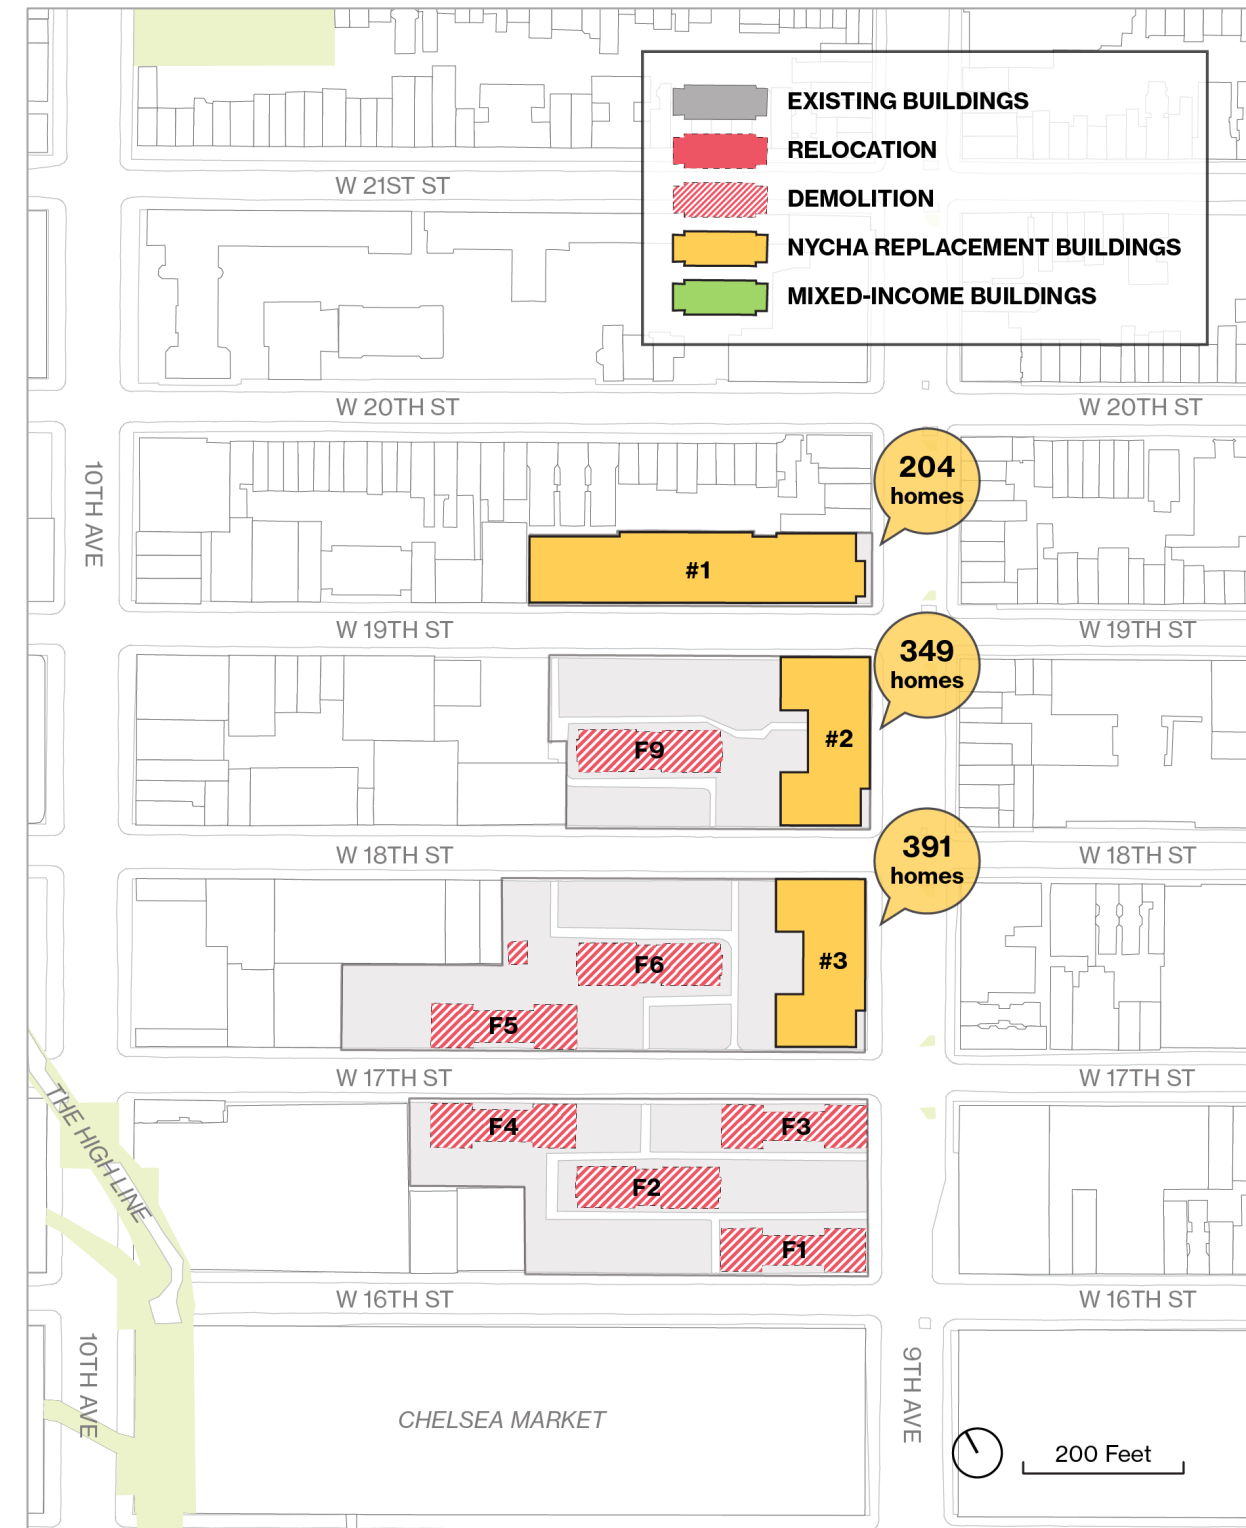 EXISTING BUILDINGS
RELOCATION
DEMOLITION
NYCHA REPLACEMENT BUILDINGS
MIXED-INCOME BUILDINGS
W 21ST ST
W 20TH ST
W 20TH ST
10TH AVE
204
homes
#1
W 19TH ST
W 19TH ST
349
homes
#2
F9
W 18TH ST
W 18TH ST
391
homes
#3
F6
F5
W 17TH ST
W 17TH ST
THE HIGH LINE
F4
F3
F2
F1
W 16TH ST
W 16TH ST
10TH AVE
9TH AVE
CHELSEA MARKET
200 Feet